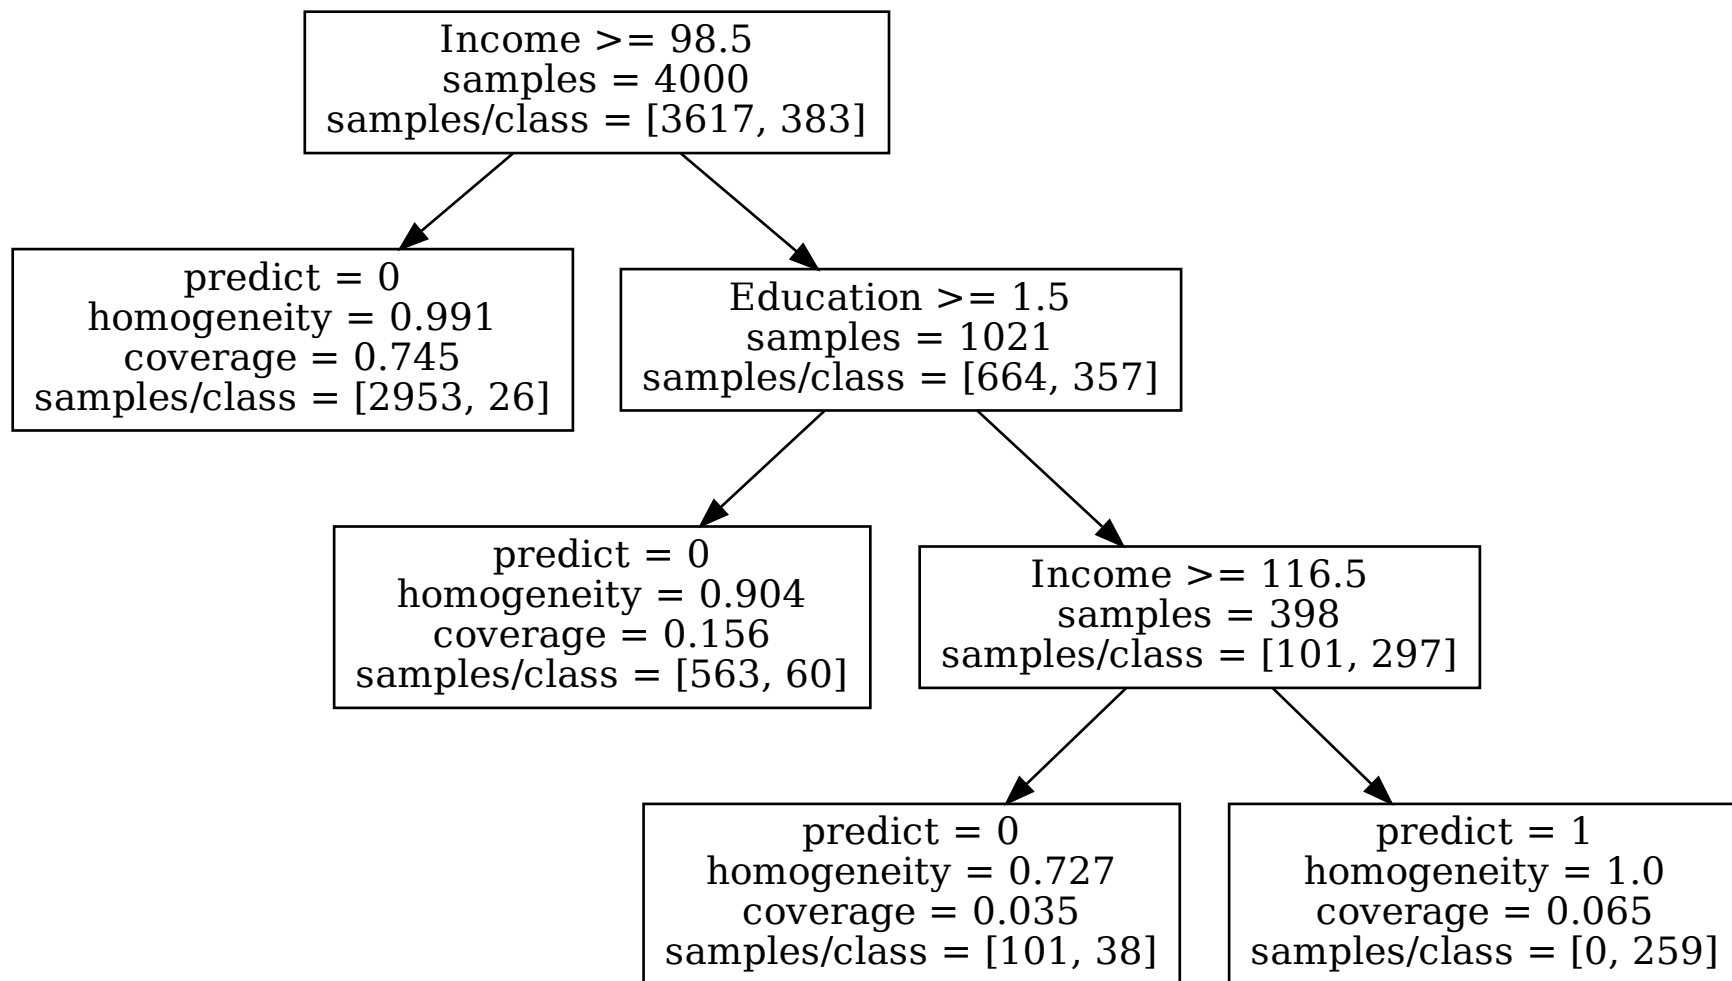 Income >= 98.5
samples = 4000
samples/class = [3617, 383]
predict = 0
homogeneity = 0.991
coverage = 0.745
samples/class = [2953, 26]
Education >= 1.5
samples = 1021
samples/class = [664, 357]
predict = 0
homogeneity = 0.904
coverage = 0.156
samples/class = [563, 60]
Income >= 116.5
samples = 398
samples/class = [101, 297]
predict = 0
homogeneity = 0.727
coverage = 0.035
samples/class = [101, 38]
predict = 1
homogeneity = 1.0
coverage = 0.065
samples/class = [0, 259]